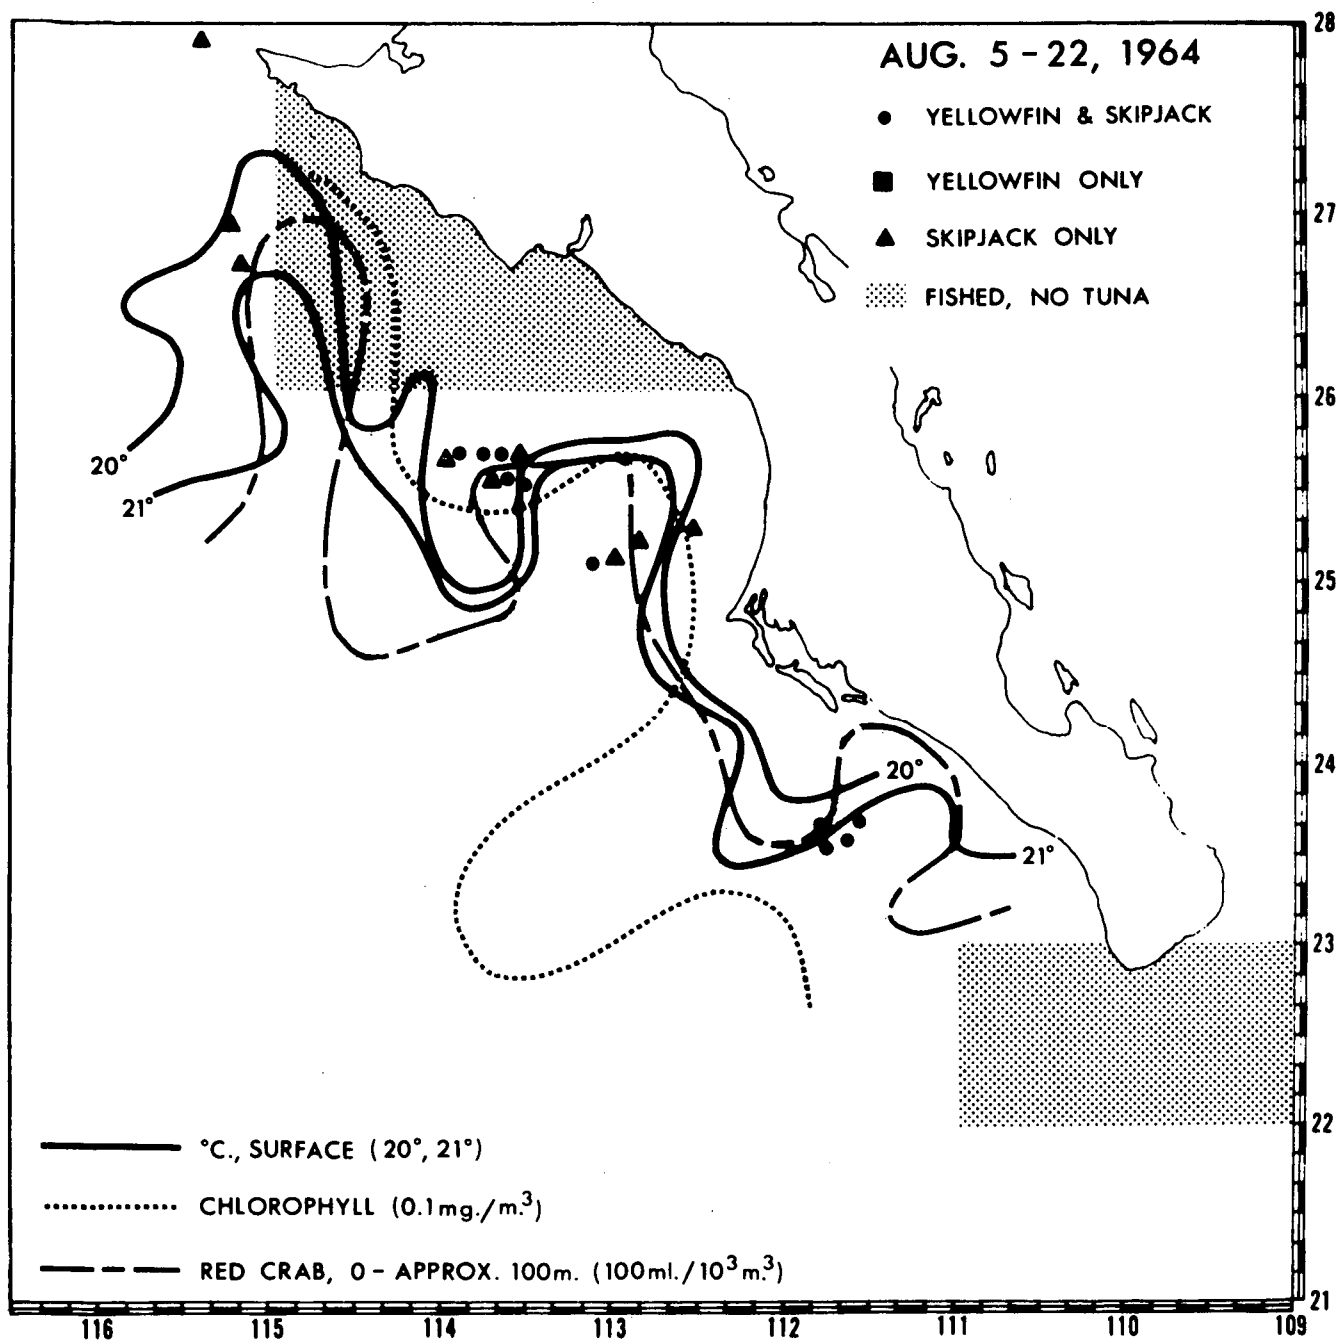 28
AUG. 5 - 22, 1964
YELLOWFIN & SKIPJACK
YELLOWFIN ONLY
27
SKIPJACK ONLY
FISHED, NO TUNA
26
20°
21°
25
24
20°
21°
23
22
°C., SURFACE (20°, 21°)
CHLOROPHYLL (0.1mg./m.³)
RED CRAB, 0 - APPROX. 100m. (100ml./10³m.³)
21
116 115 114 113 112 111 110 109